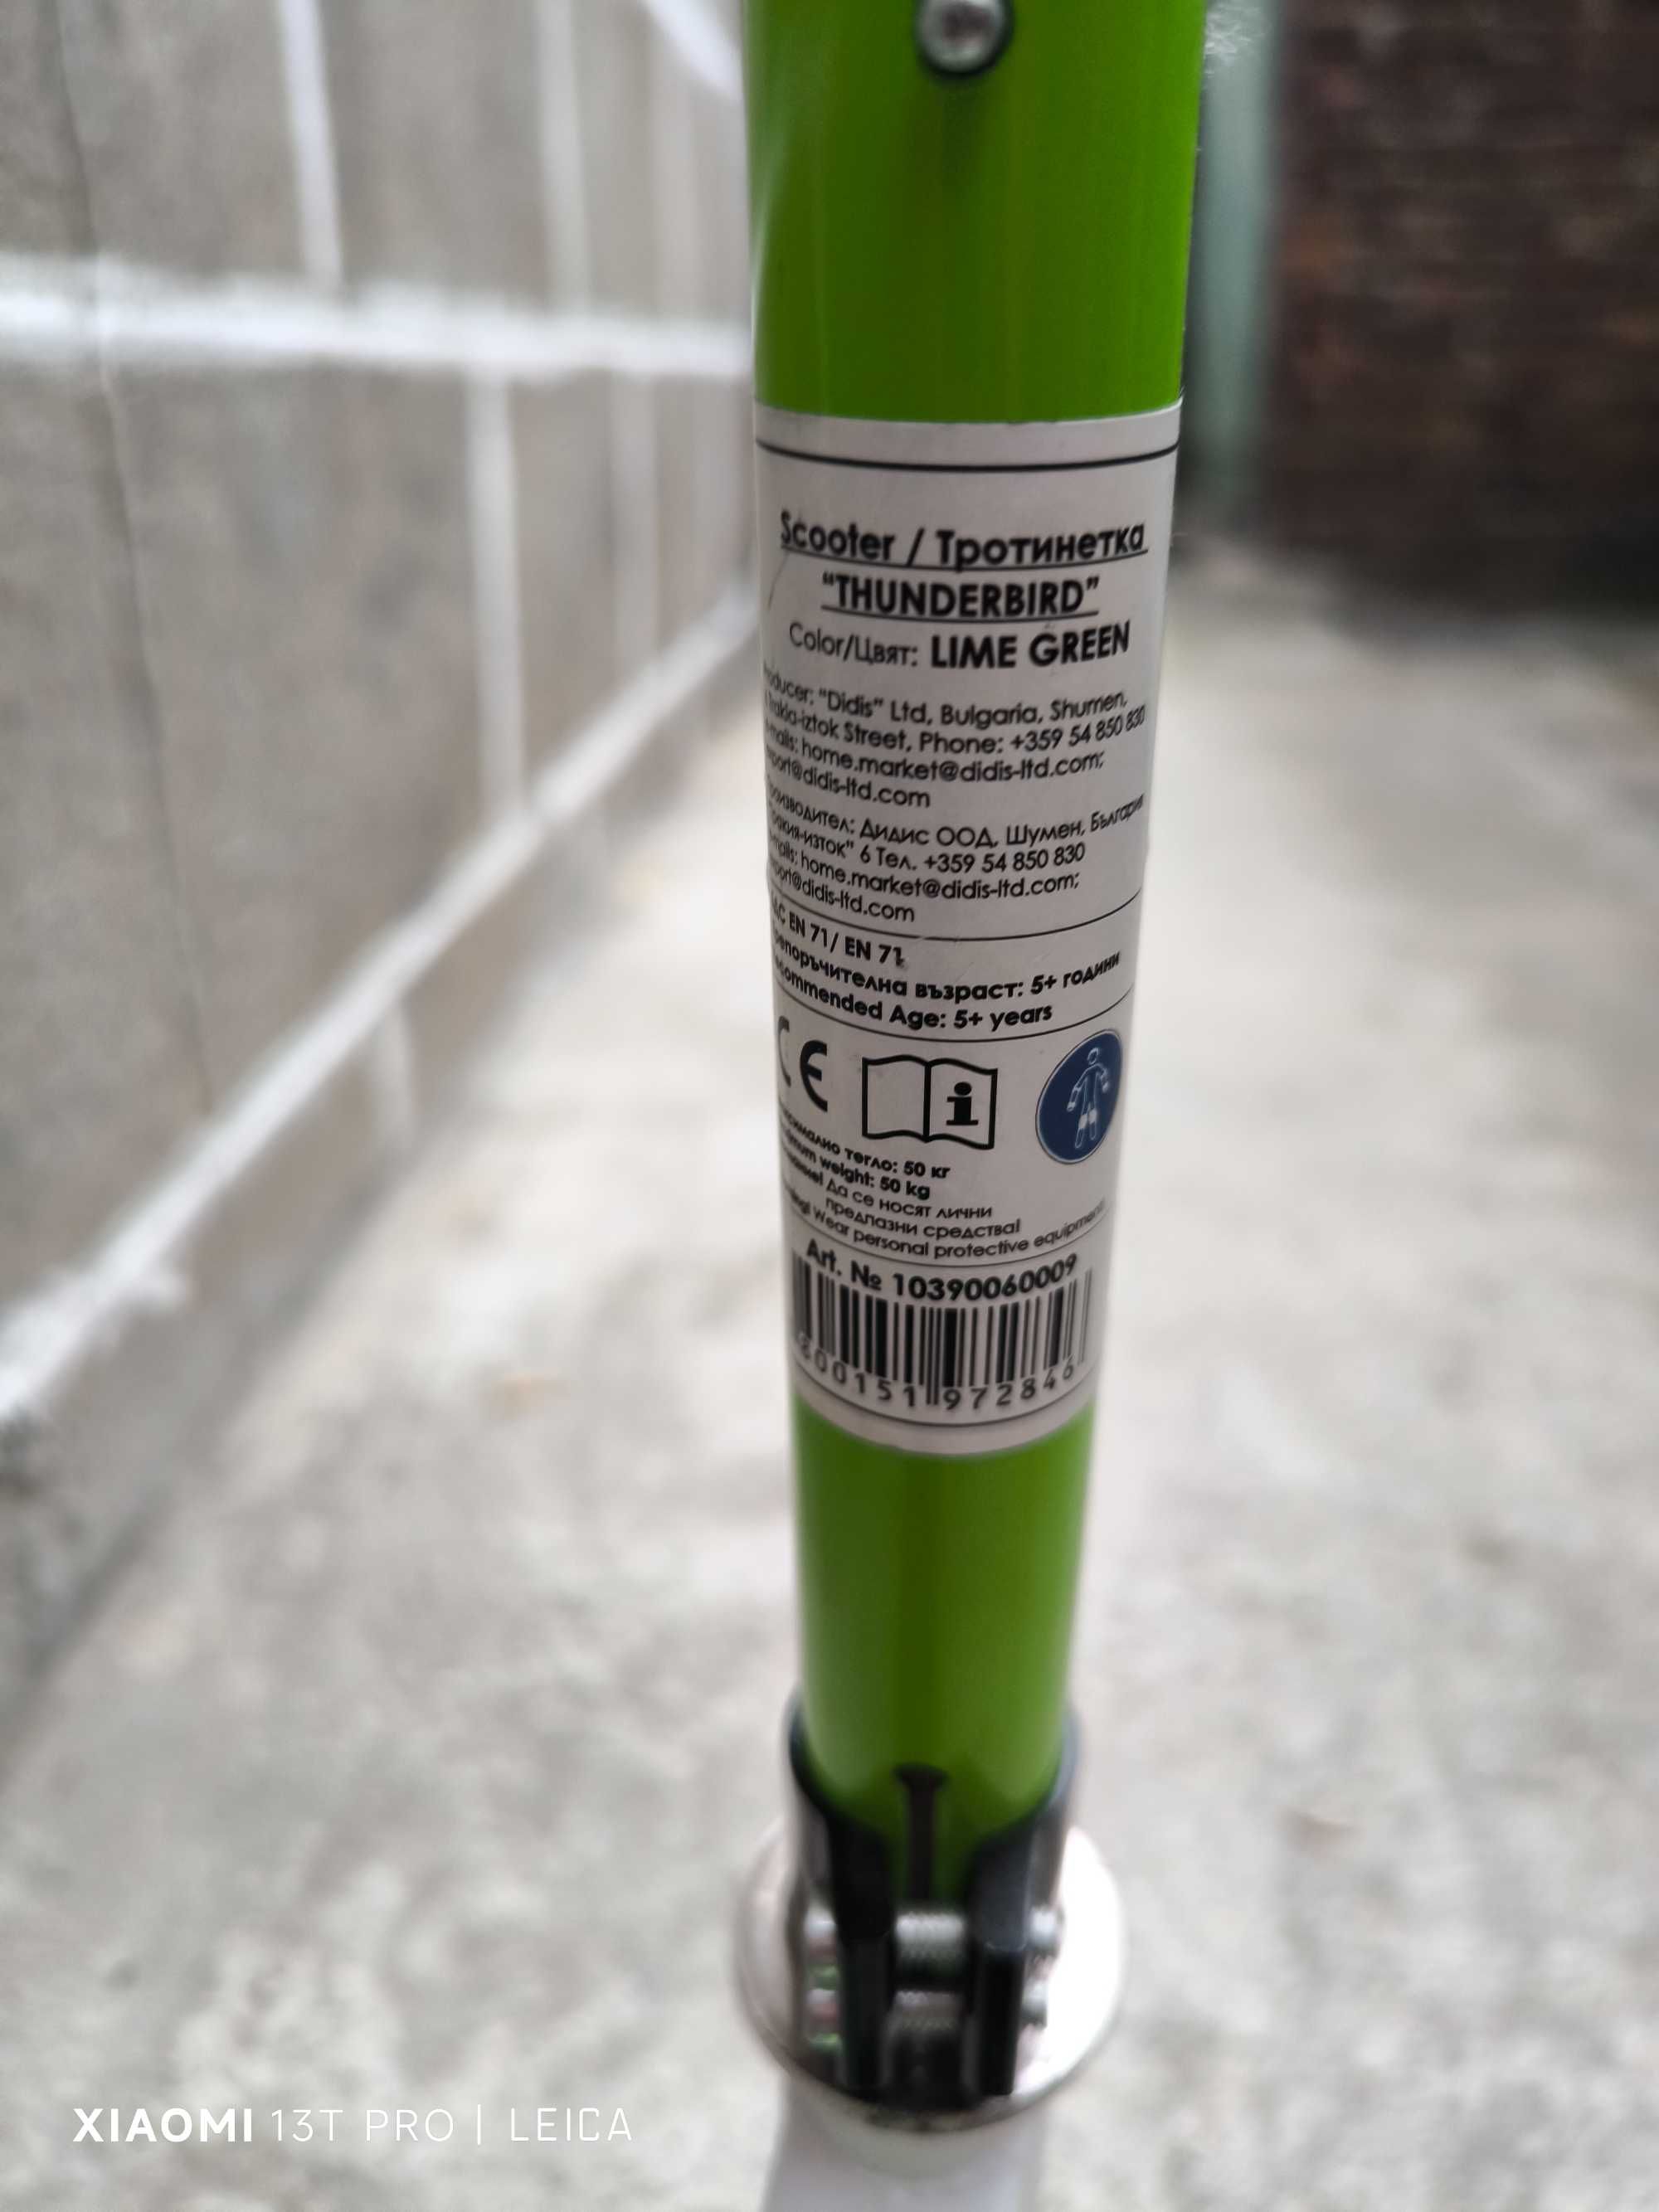 Scooter / Тротинетка
"THUNDERBIRD"
Color/Цвят: LIME GREEN
"Didis" Ltd, Bulgaria, Shumen,
Street, Phone: +359 54 850 830
home.market@didis-ltd.com;
@didis-ltd.com
Дидис ООД, Шумен, България
6 Тел. +359 54 850 830
home.market@didis-ltd.com;
@didis-ltd.com
EN 71/ EN 71
възраст: 5+ години
Age: 5+ years
CE
i
тегло: 50 кг
weight: 50 kg
Да се носят лични
предпазни средства!
Wear personal protective equipment!
Art. № 10390060009
800151 972846
XIAOMI 13T PRO | LEICA